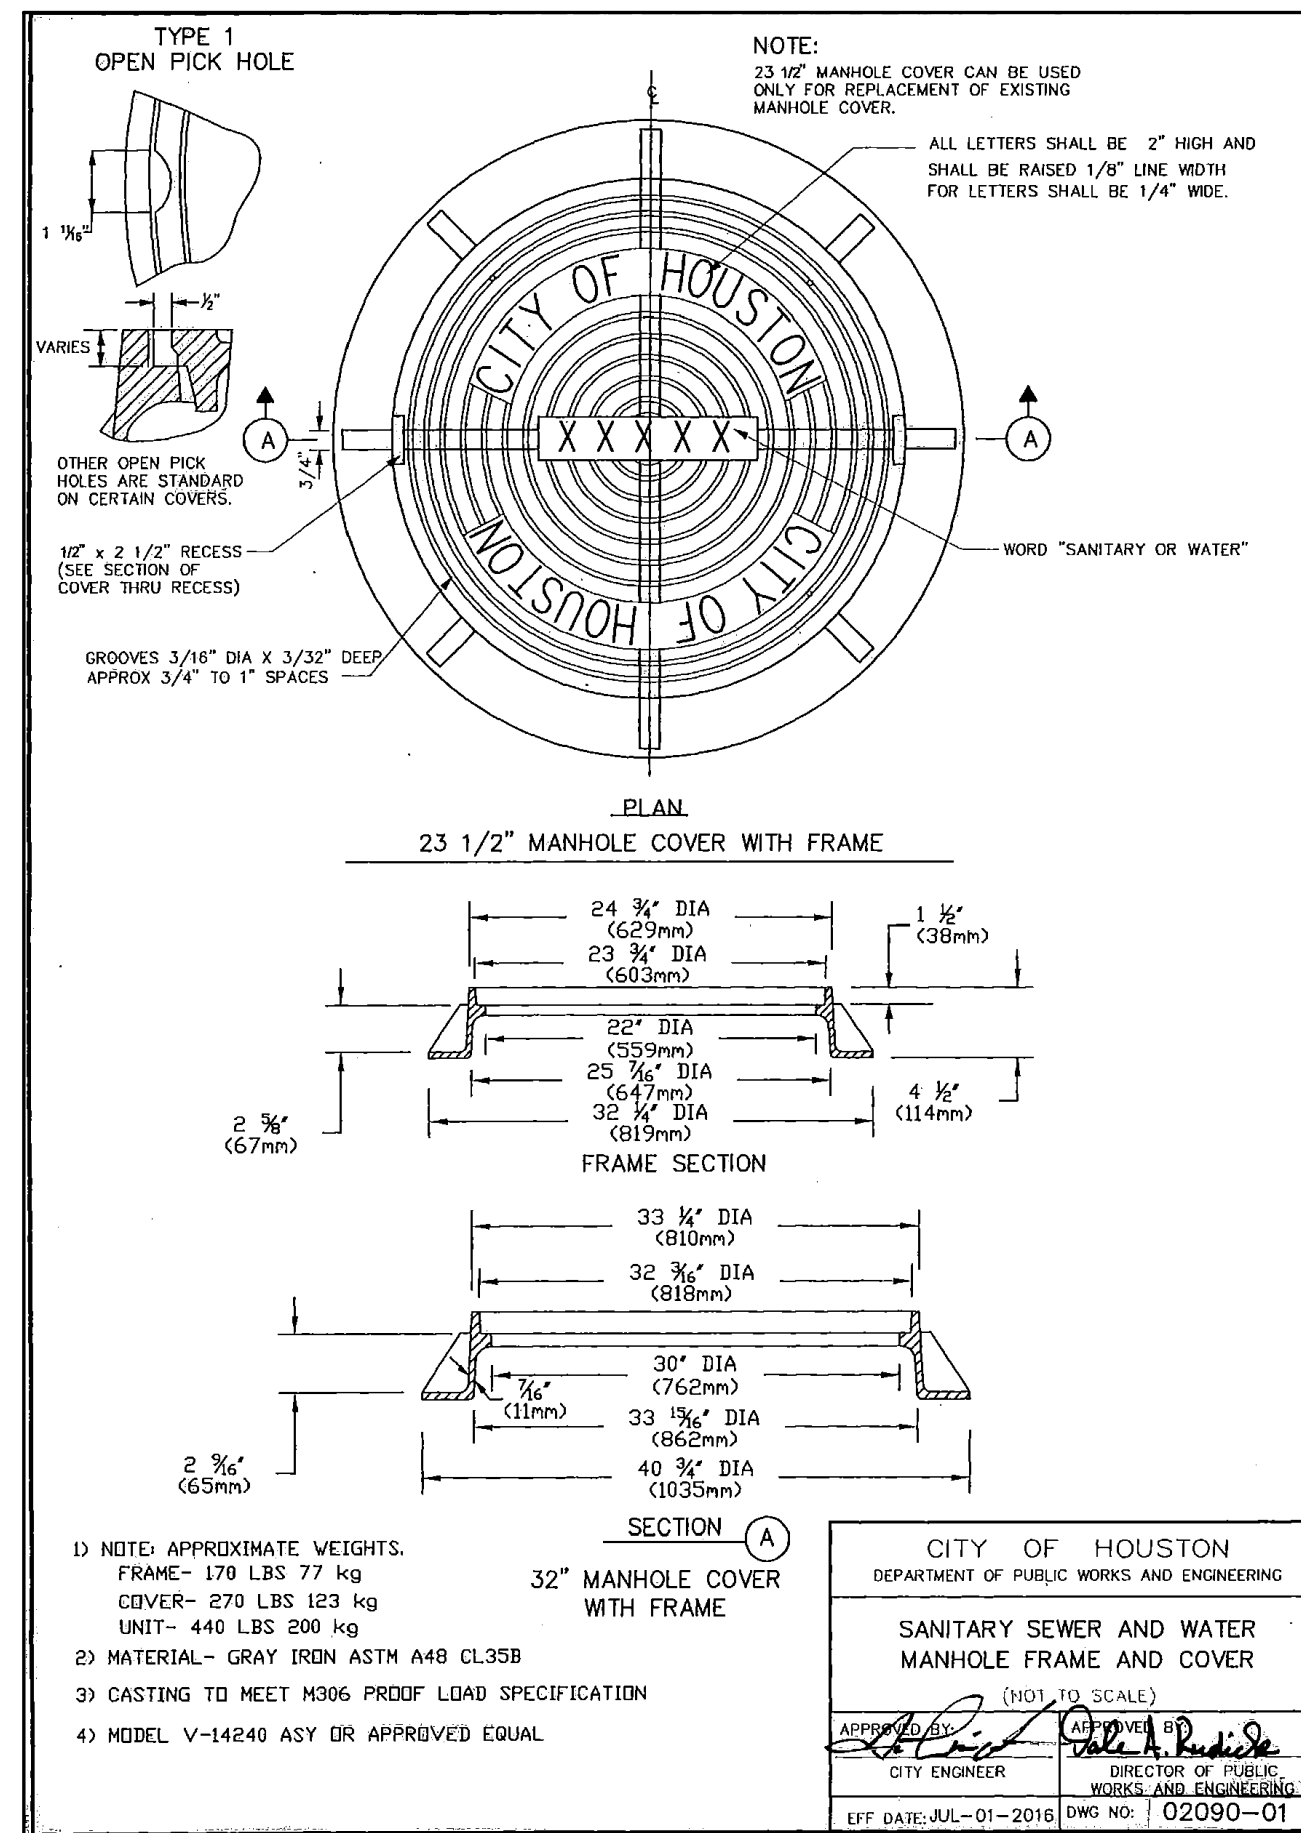 TYPE 1
OPEN PICK HOLE
1 1/16"
1/2"
VARIES
OTHER OPEN PICK
HOLES ARE STANDARD
ON CERTAIN COVERS.
1/2" x 2 1/2" RECESS
(SEE SECTION OF
COVER THRU RECESS)
GROOVES 3/16" DIA X 3/32" DEEP
APPROX 3/4" TO 1" SPACES
NOTE:
23 1/2" MANHOLE COVER CAN BE USED
ONLY FOR REPLACEMENT OF EXISTING
MANHOLE COVER.
ALL LETTERS SHALL BE 2" HIGH AND
SHALL BE RAISED 1/8" LINE WIDTH
FOR LETTERS SHALL BE 1/4" WIDE.
℄
CITY OF HOUSTON
A
3/4"
X X X X X
A
CITY OF HOUSTON
WORD "SANITARY OR WATER"
PLAN
23 1/2" MANHOLE COVER WITH FRAME
24 3/4" DIA
(629mm)
23 3/4" DIA
(603mm)
1 1/2"
(38mm)
22" DIA
(559mm)
25 7/16" DIA
(647mm)
32 1/4" DIA
(819mm)
2 5/8"
(67mm)
4 1/2"
(114mm)
FRAME SECTION
33 1/4" DIA
(810mm)
32 3/16" DIA
(818mm)
30" DIA
(762mm)
7/16"
(11mm)
33 15/16" DIA
(862mm)
40 3/4" DIA
(1035mm)
2 9/16"
(65mm)
SECTION A
32" MANHOLE COVER
WITH FRAME
1) NOTE: APPROXIMATE WEIGHTS.
FRAME- 170 LBS 77 kg
COVER- 270 LBS 123 kg
UNIT- 440 LBS 200 kg
2) MATERIAL- GRAY IRON ASTM A48 CL35B
3) CASTING TO MEET M306 PROOF LOAD SPECIFICATION
4) MODEL V-14240 ASY OR APPROVED EQUAL
CITY OF HOUSTON
DEPARTMENT OF PUBLIC WORKS AND ENGINEERING
SANITARY SEWER AND WATER
MANHOLE FRAME AND COVER
(NOT TO SCALE)
APPROVED BY:
CITY ENGINEER
APPROVED BY:
Dale A. Rudick
DIRECTOR OF PUBLIC
WORKS AND ENGINEERING
EFF DATE: JUL-01-2016
DWG NO: 02090-01